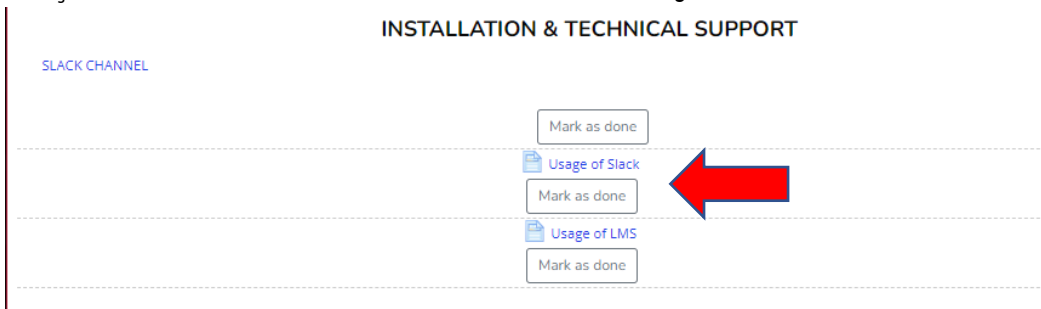 INSTALLATION & TECHNICAL SUPPORT
SLACK CHANNEL
Mark as done
Usage of Slack
Mark as done
Usage of LMS
Mark as done